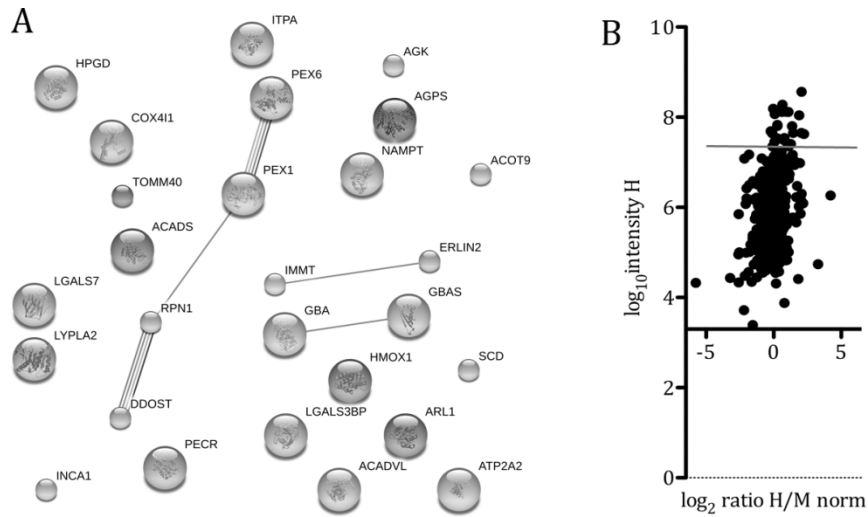 A
B
ITPA
AGK
HPGD
PEX6
AGPS
COX4I1
NAMPT
ACOT9
PEX1
TOMM40
ACADS
ERLIN2
IMMT
LGALS7
RPN1
GBA
GBAS
LYPLA2
HMOX1
SCD
DDOST
LGALS3BP
ARL1
PECR
INCA1
ACADVL
ATP2A2
10
8
6
4
2
0
-5
0
5
log10intensity H
log2 ratio H/M norm